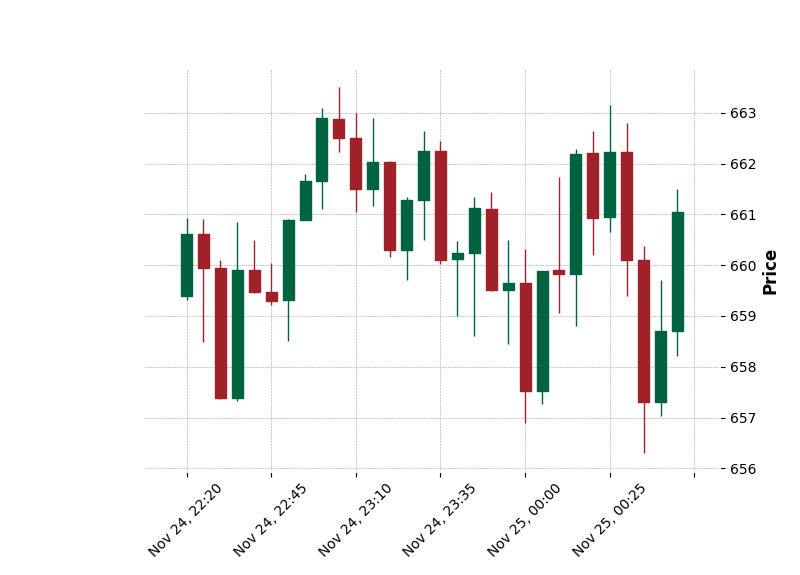 663
662
661
660
659
658
657
656
Price
Nov 24, 22:20
Nov 24, 22:45
Nov 24, 23:10
Nov 24, 23:35
Nov 25, 00:00
Nov 25, 00:25